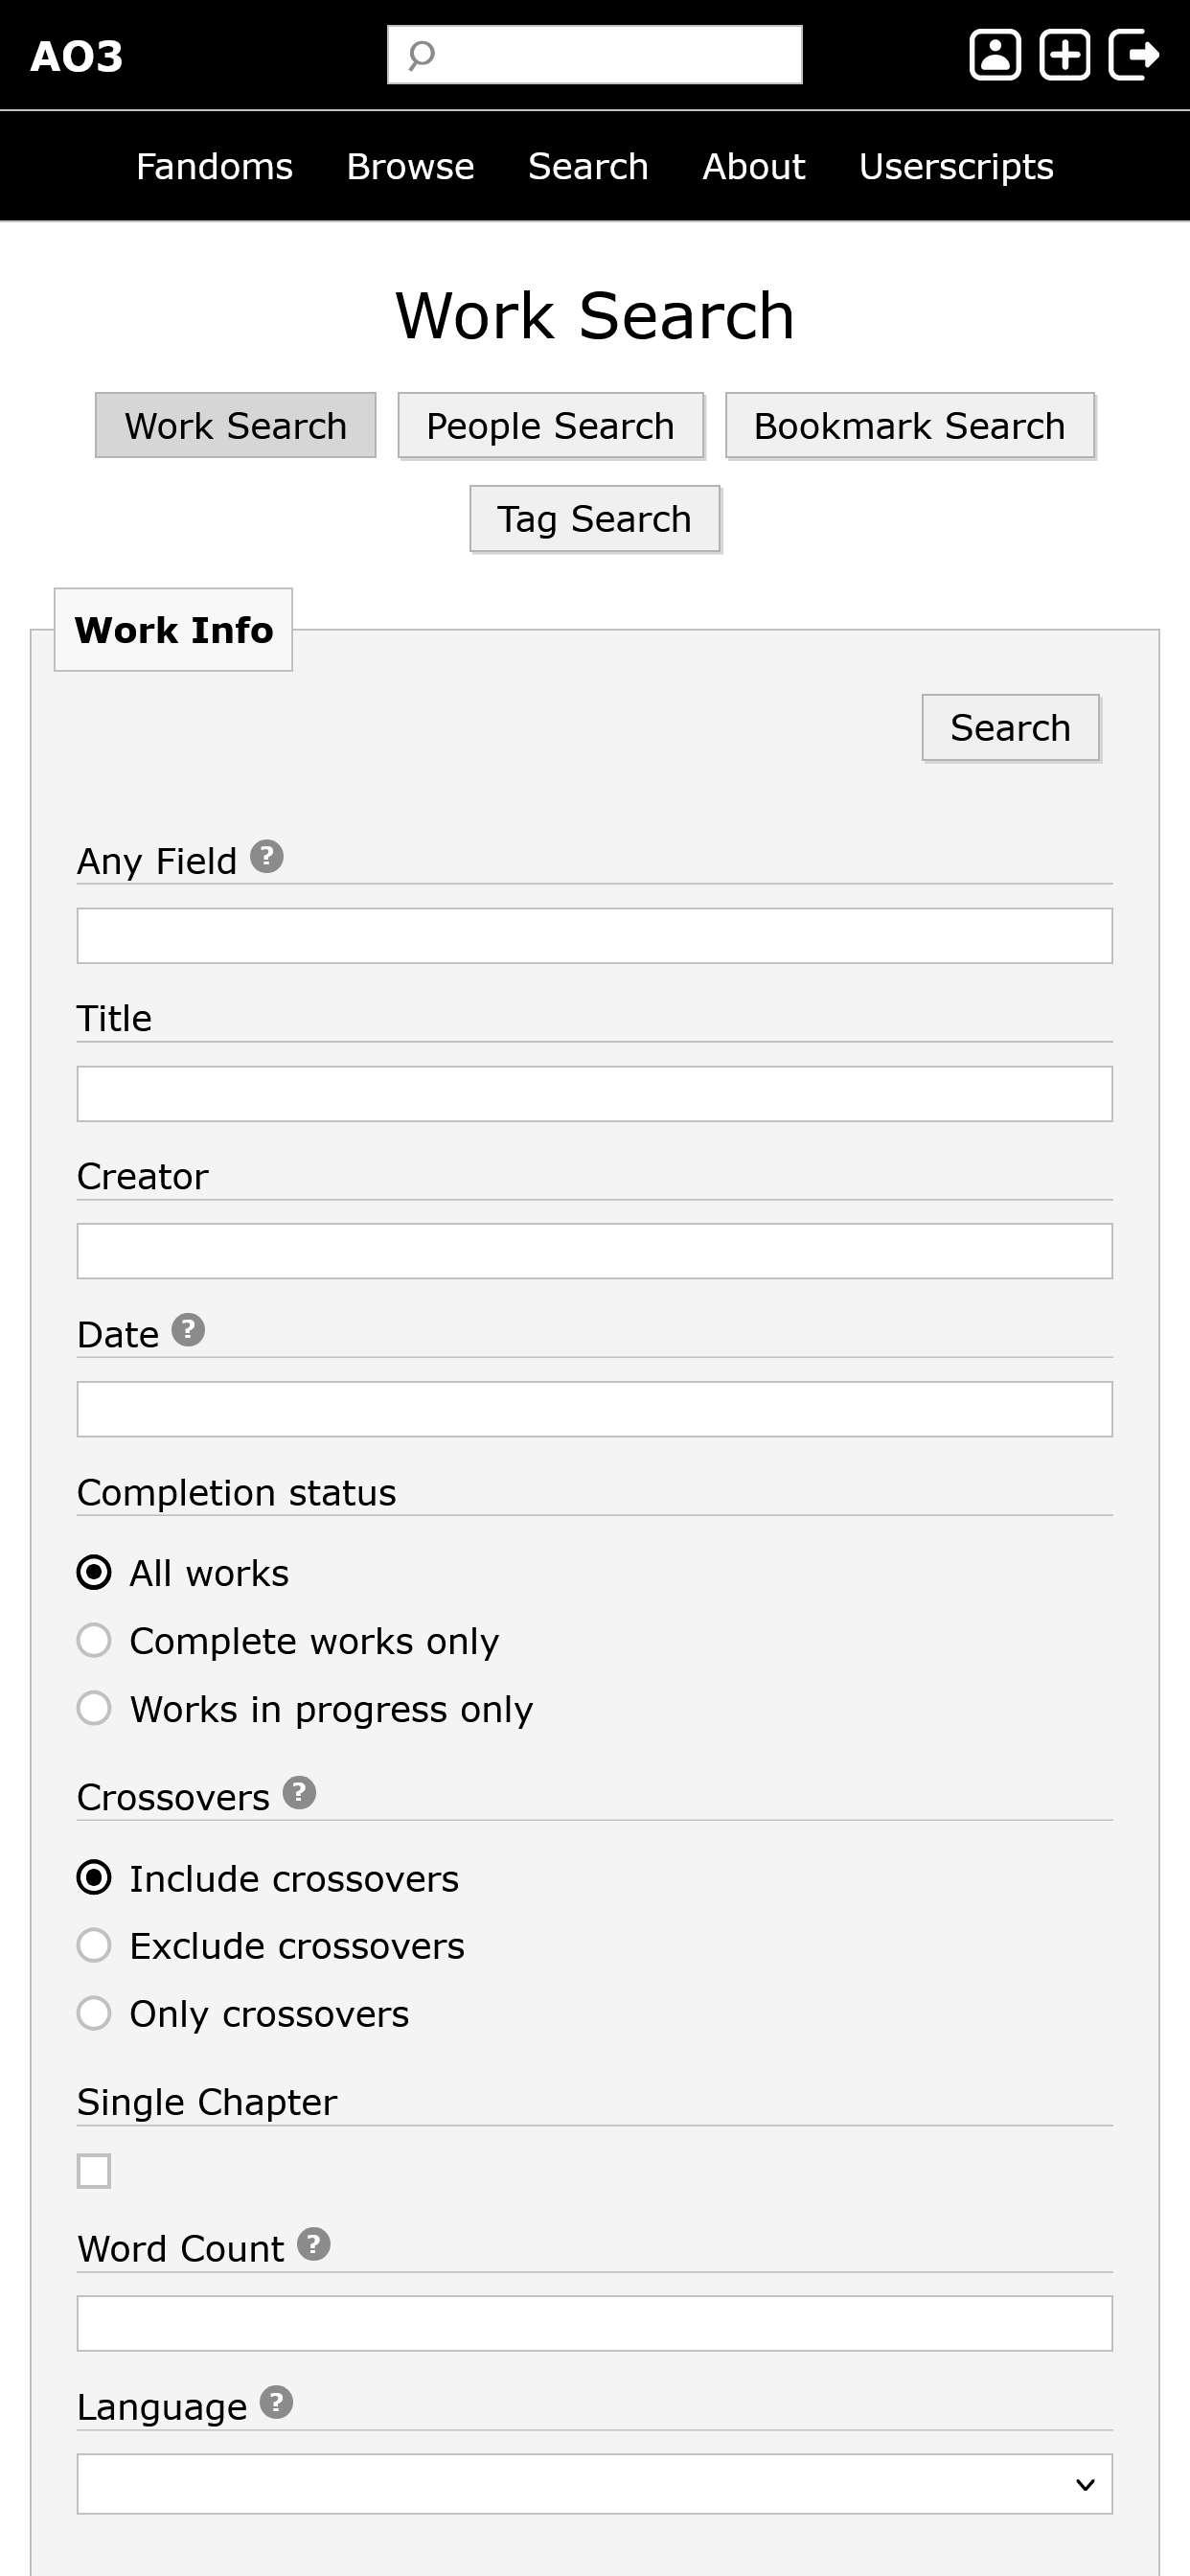 AO3
Fandoms Browse Search About Userscripts
Work Search
Work Search People Search Bookmark Search
Tag Search
Work Info
Search
Any Field ?
Title
Creator
Date ?
Completion status
All works
Complete works only
Works in progress only
Crossovers ?
Include crossovers
Exclude crossovers
Only crossovers
Single Chapter
Word Count ?
Language ?